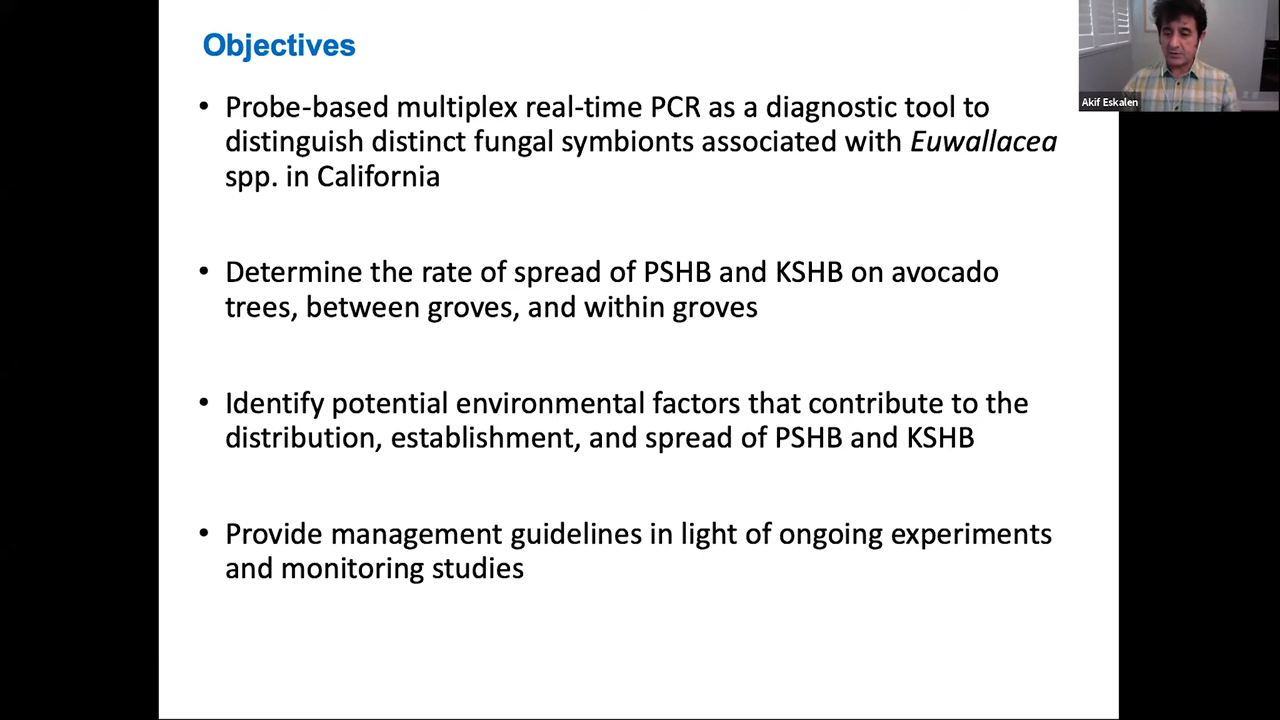 Objectives
• Probe-based multiplex real-time PCR as a diagnostic tool to
distinguish distinct fungal symbionts associated with Euwallacea
spp. in California
• Determine the rate of spread of PSHB and KSHB on avocado
trees, between groves, and within groves
• Identify potential environmental factors that contribute to the
distribution, establishment, and spread of PSHB and KSHB
• Provide management guidelines in light of ongoing experiments
and monitoring studies
Akif Eskalen